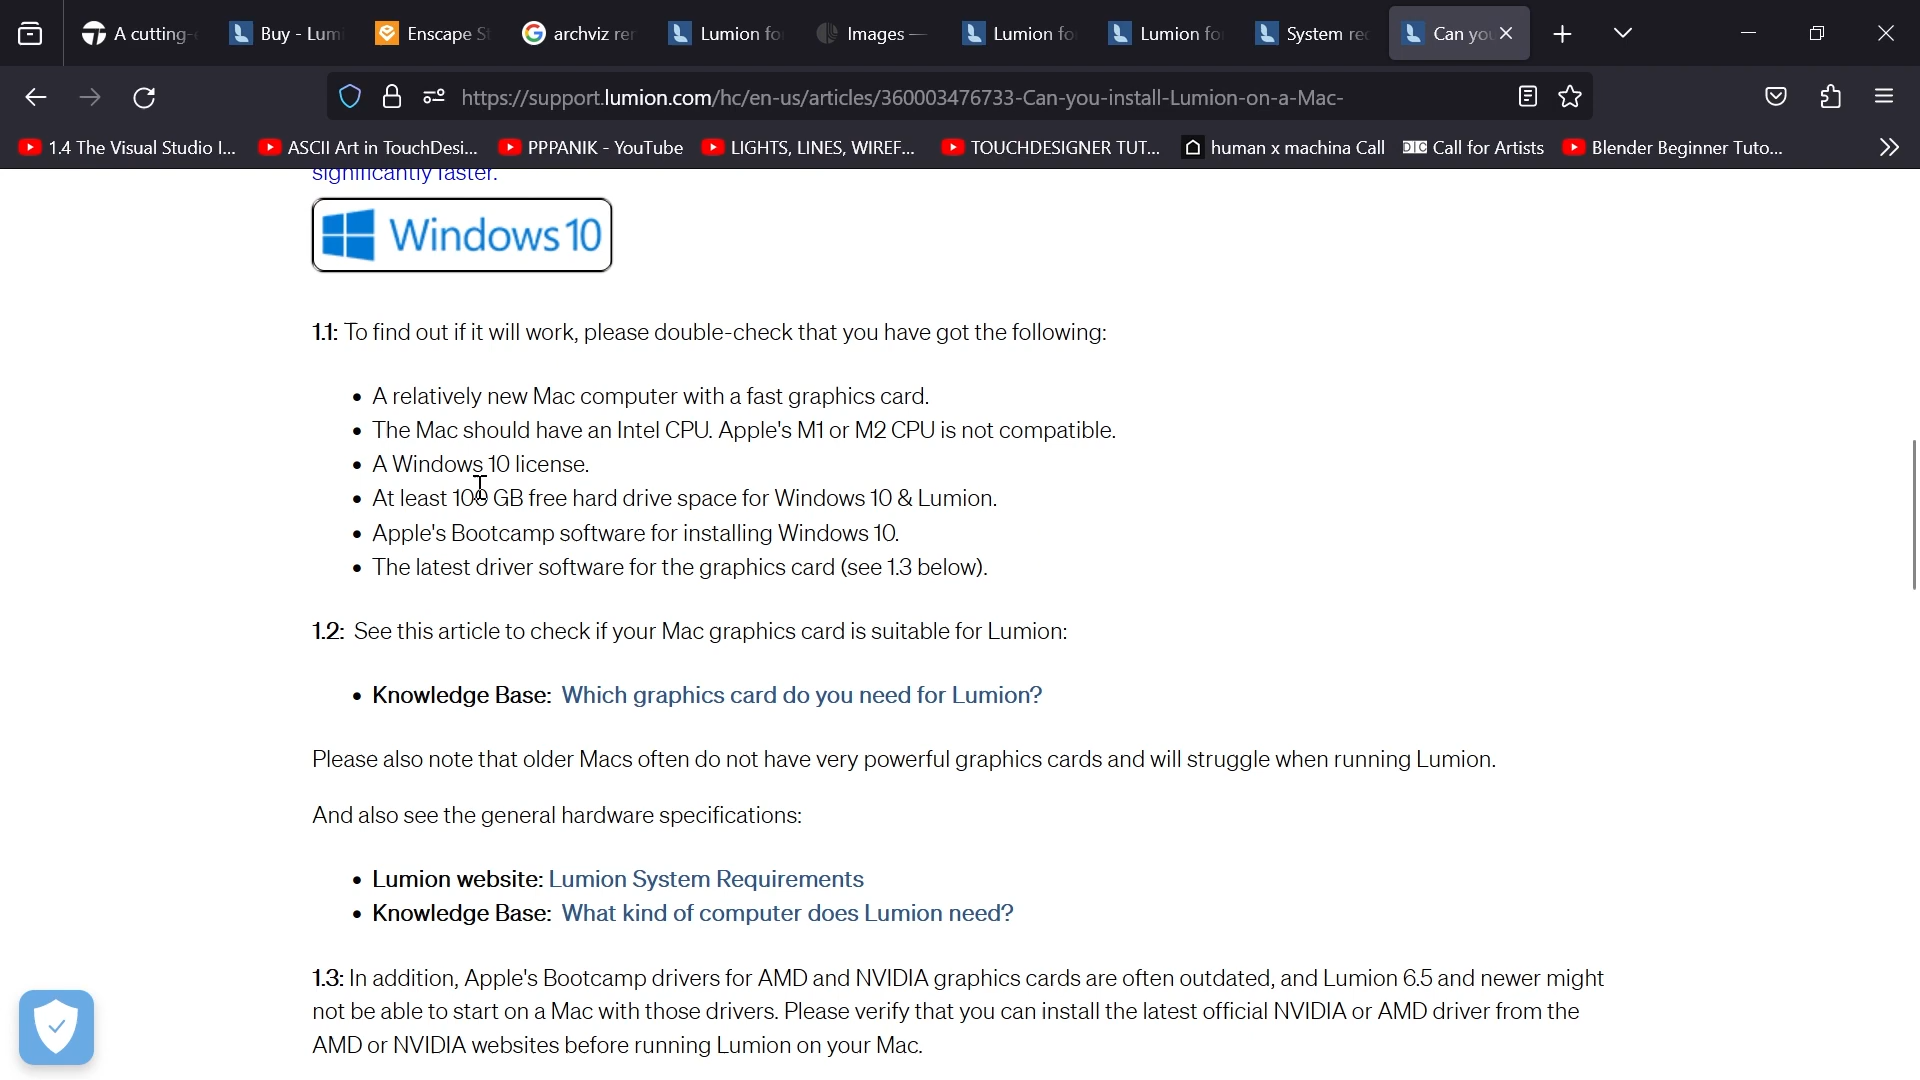 A cutting-
Buy - Lumi
Enscape S
archviz rer
Lumion fo
Images —
Lumion fo
Lumion fo
System rec
Can you
https://support.lumion.com/hc/en-us/articles/360003476733-Can-you-install-Lumion-on-a-Mac-
1.4 The Visual Studio I...
ASCII Art in TouchDesi...
PPPANIK - YouTube
LIGHTS, LINES, WIREF...
TOUCHDESIGNER TUT...
human x machina Call
DIC Call for Artists
Blender Beginner Tuto...
significantly faster.
Windows 10
1.1: To find out if it will work, please double-check that you have got the following:
• A relatively new Mac computer with a fast graphics card.
• The Mac should have an Intel CPU. Apple's M1 or M2 CPU is not compatible.
• A Windows 10 license.
• At least 100 GB free hard drive space for Windows 10 & Lumion.
• Apple's Bootcamp software for installing Windows 10.
• The latest driver software for the graphics card (see 1.3 below).
1.2: See this article to check if your Mac graphics card is suitable for Lumion:
• Knowledge Base: Which graphics card do you need for Lumion?
Please also note that older Macs often do not have very powerful graphics cards and will struggle when running Lumion.
And also see the general hardware specifications:
• Lumion website: Lumion System Requirements
• Knowledge Base: What kind of computer does Lumion need?
1.3: In addition, Apple's Bootcamp drivers for AMD and NVIDIA graphics cards are often outdated, and Lumion 6.5 and newer might
not be able to start on a Mac with those drivers. Please verify that you can install the latest official NVIDIA or AMD driver from the
AMD or NVIDIA websites before running Lumion on your Mac.